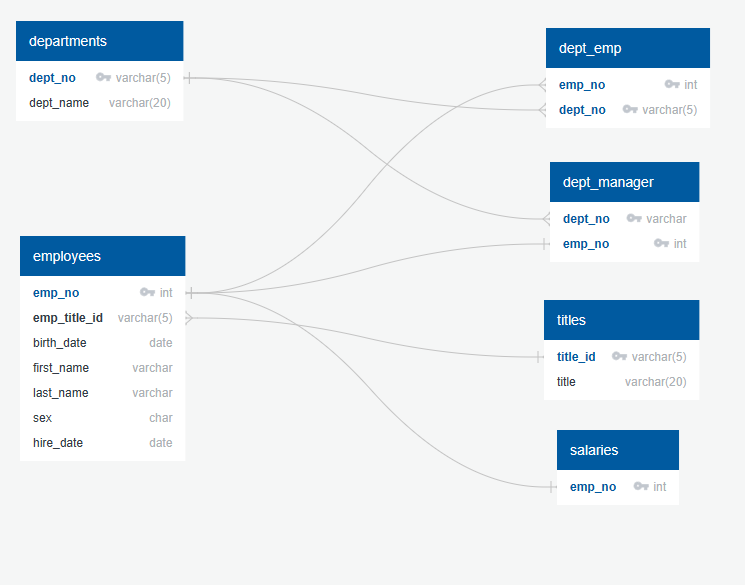 departments
dept_no varchar(5)
dept_name varchar(20)
employees
emp_no int
emp_title_id varchar(5)
birth_date date
first_name varchar
last_name varchar
sex char
hire_date date
dept_emp
emp_no int
dept_no varchar(5)
dept_manager
dept_no varchar
emp_no int
titles
title_id varchar(5)
title varchar(20)
salaries
emp_no int